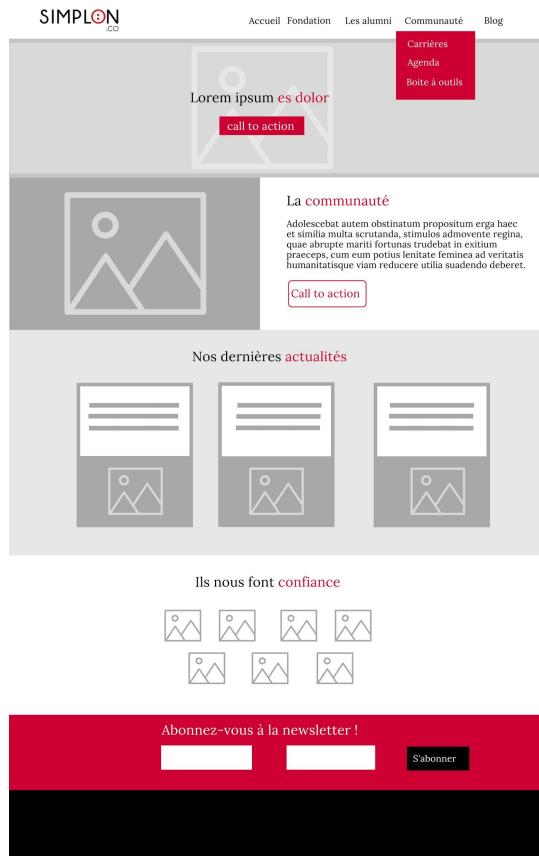 SIMPLON
.CO
Accueil Fondation Les alumni Communauté Blog
Carrières
Agenda
Boite à outils
Lorem ipsum es dolor
call to action
La communauté
Adolescebat autem obstinatum propositum erga haec
et similia multa scrutanda, stimulos admovente regina,
quae abrupte mariti fortunas trudebat in exitium
praeceps, cum eum potius lenitate feminea ad veritatis
humanitatisque viam reducere utilia suadendo deberet.
Call to action
Nos dernières actualités
Ils nous font confiance
Abonnez-vous à la newsletter !
S'abonner